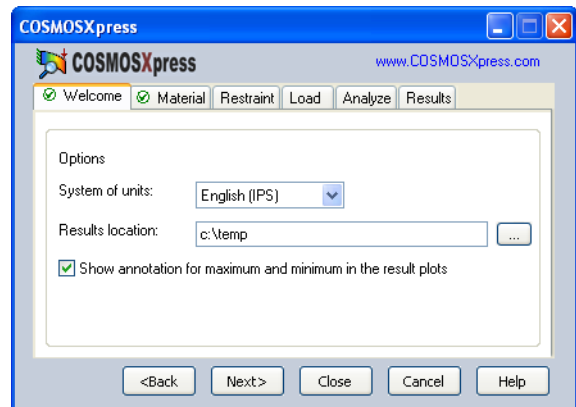 COSMOSXpress
COSMOSXpress www.COSMOSXpress.com
Welcome Material Restraint Load Analyze Results
Options
System of units: English (IPS)
Results location: c:\temp ...
Show annotation for maximum and minimum in the result plots
<Back Next> Close Cancel Help